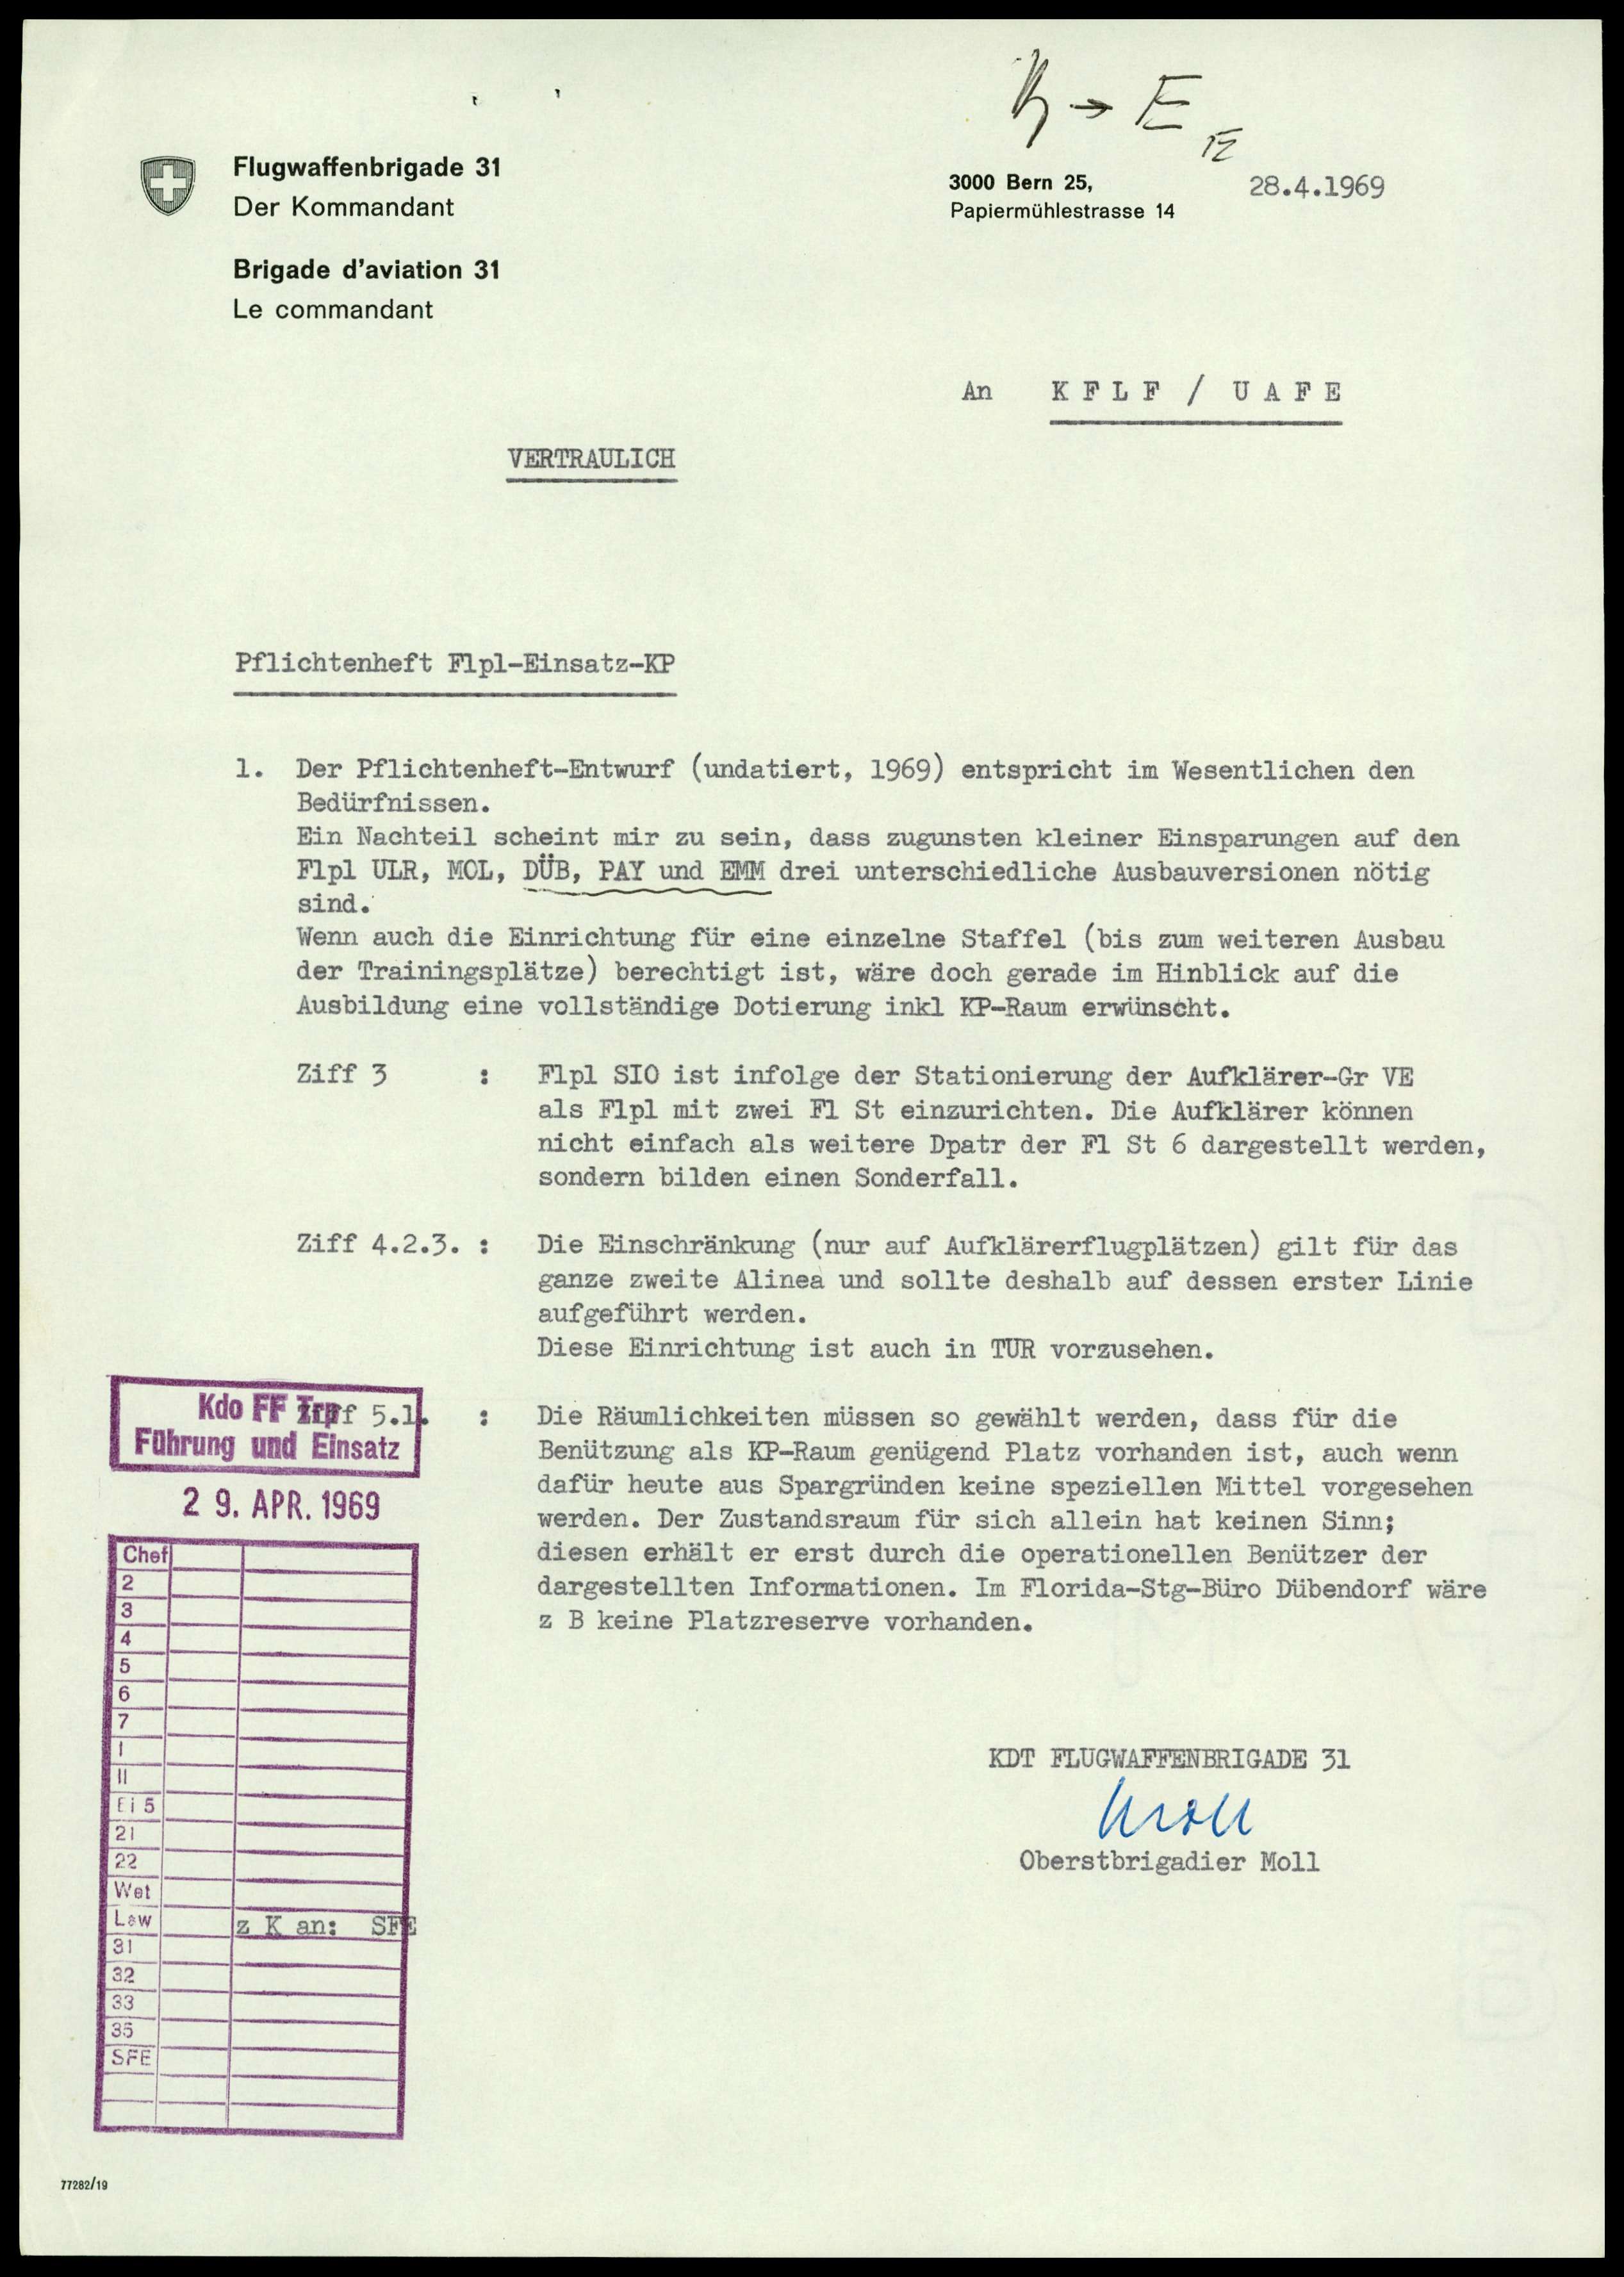 → E
Flugwaffenbrigade 31
Der Kommandant
Brigade d'aviation 31
Le commandant
3000 Bern 25,
Papiermühlestrasse 14
28.4.1969
An K F L F / U A F E
VERTRAULICH
Pflichtenheft Flpl-Einsatz-KP
1. Der Pflichtenheft-Entwurf (undatiert, 1969) entspricht im Wesentlichen den
Bedürfnissen.
Ein Nachteil scheint mir zu sein, dass zugunsten kleiner Einsparungen auf den
Flpl ULR, MOL, DÜB, PAY und EMM drei unterschiedliche Ausbauversionen nötig
sind.
Wenn auch die Einrichtung für eine einzelne Staffel (bis zum weiteren Ausbau
der Trainingsplätze) berechtigt ist, wäre doch gerade im Hinblick auf die
Ausbildung eine vollständige Dotierung inkl KP-Raum erwünscht.
Ziff 3 : Flpl SIO ist infolge der Stationierung der Aufklärer-Gr VE
als Flpl mit zwei Fl St einzurichten. Die Aufklärer können
nicht einfach als weitere Dpatr der Fl St 6 dargestellt werden,
sondern bilden einen Sonderfall.
Ziff 4.2.3. : Die Einschränkung (nur auf Aufklärerflugplätzen) gilt für das
ganze zweite Alinea und sollte deshalb auf dessen erster Linie
aufgeführt werden.
Diese Einrichtung ist auch in TUR vorzusehen.
Ziff 5.1. : Die Räumlichkeiten müssen so gewählt werden, dass für die
Benützung als KP-Raum genügend Platz vorhanden ist, auch wenn
dafür heute aus Spargründen keine speziellen Mittel vorgesehen
werden. Der Zustandsraum für sich allein hat keinen Sinn;
diesen erhält er erst durch die operationellen Benützer der
dargestellten Informationen. Im Florida-Stg-Büro Dübendorf wäre
z B keine Platzreserve vorhanden.
Kdo FF Trp
Führung und Einsatz
2 9. APR. 1969
Chef
2
3
4
5
6
7
I
II
Ei 5
21
22
Wet
Law
31
32
33
35
SFE
KDT FLUGWAFFENBRIGADE 31
Moll
Oberstbrigadier Moll
z K an: SFE
77282/19